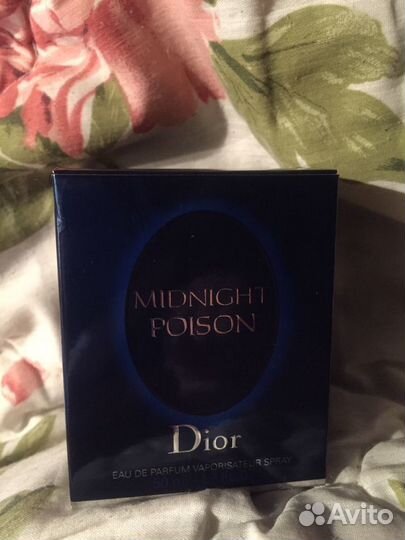 MIDNIGHT
POISON
Dior
EAU DE PARFUM VAPORISATEUR SPRAY
Avito